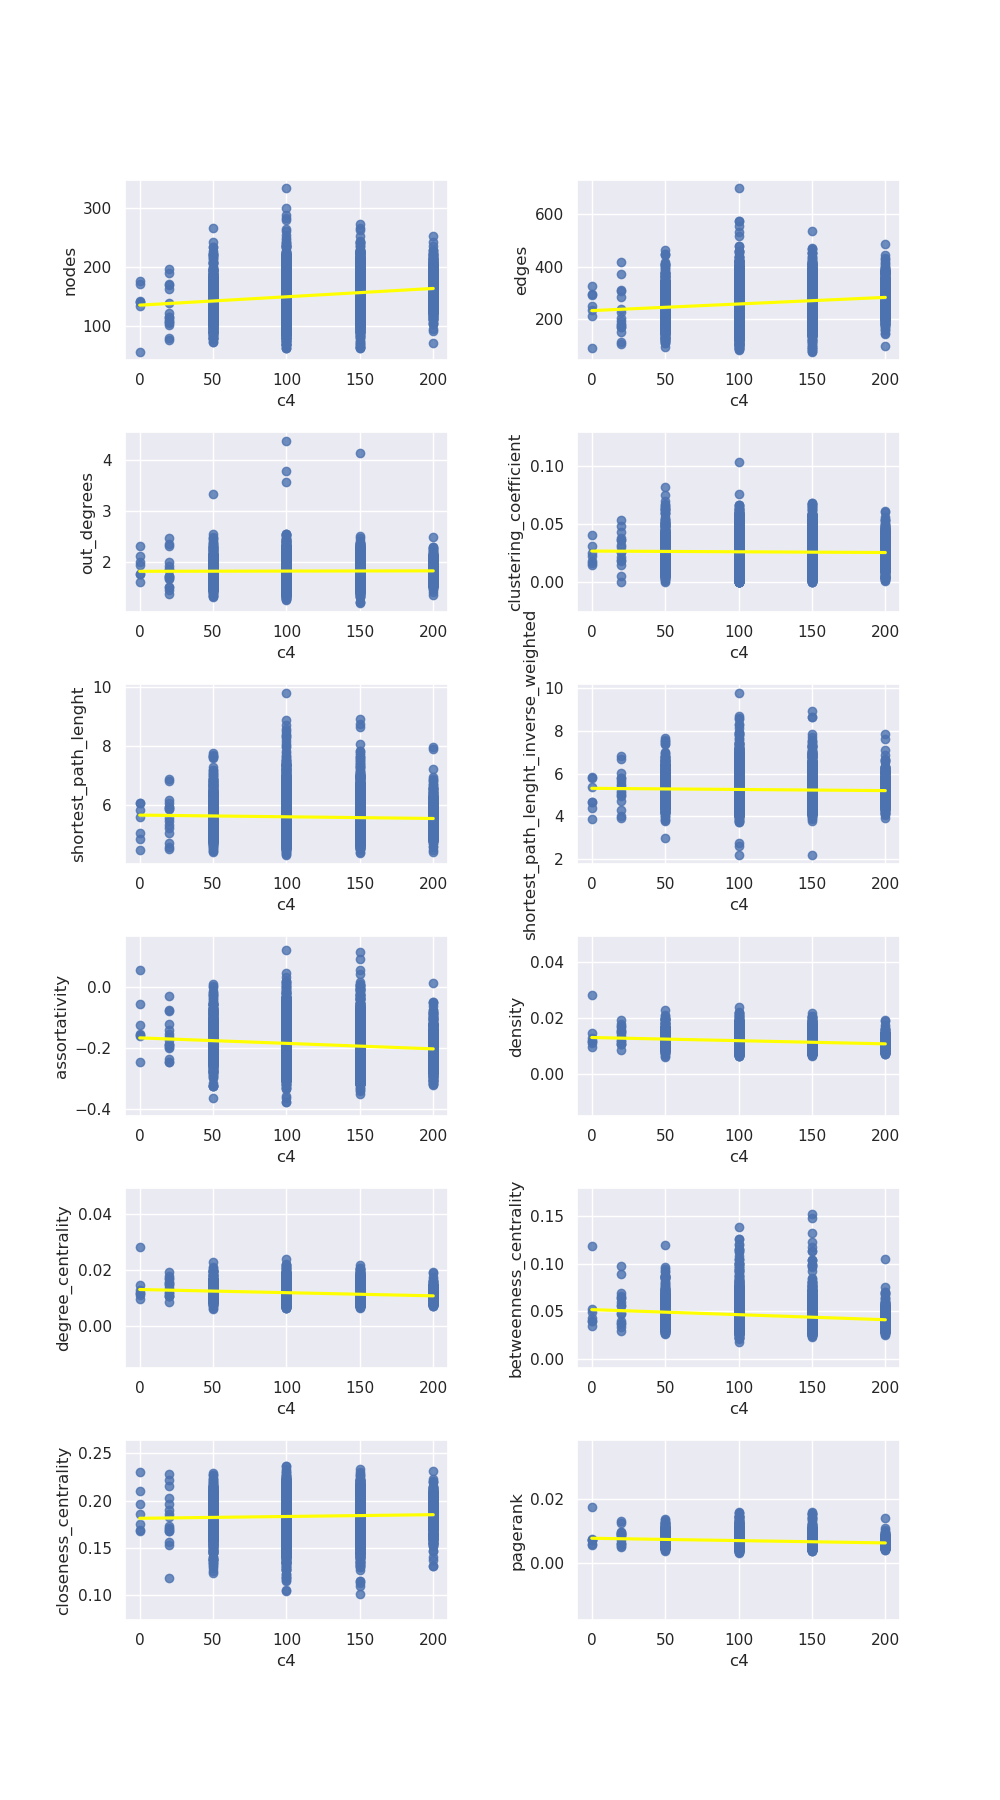 300
200
100
nodes
0 50 100 150 200
c4
600
400
200
edges
0 50 100 150 200
c4
4
3
2
out_degrees
0 50 100 150 200
c4
0.10
0.05
0.00
clustering_coefficient
0 50 100 150 200
c4
10
8
6
shortest_path_lenght
0 50 100 150 200
c4
10
8
6
4
2
shortest_path_lenght_inverse_weighted
0 50 100 150 200
c4
0.0
−0.2
−0.4
assortativity
0 50 100 150 200
c4
0.04
0.02
0.00
density
0 50 100 150 200
c4
0.04
0.02
0.00
degree_centrality
0 50 100 150 200
c4
0.15
0.10
0.05
0.00
betweenness_centrality
0 50 100 150 200
c4
0.25
0.20
0.15
0.10
closeness_centrality
0 50 100 150 200
c4
0.02
0.00
pagerank
0 50 100 150 200
c4